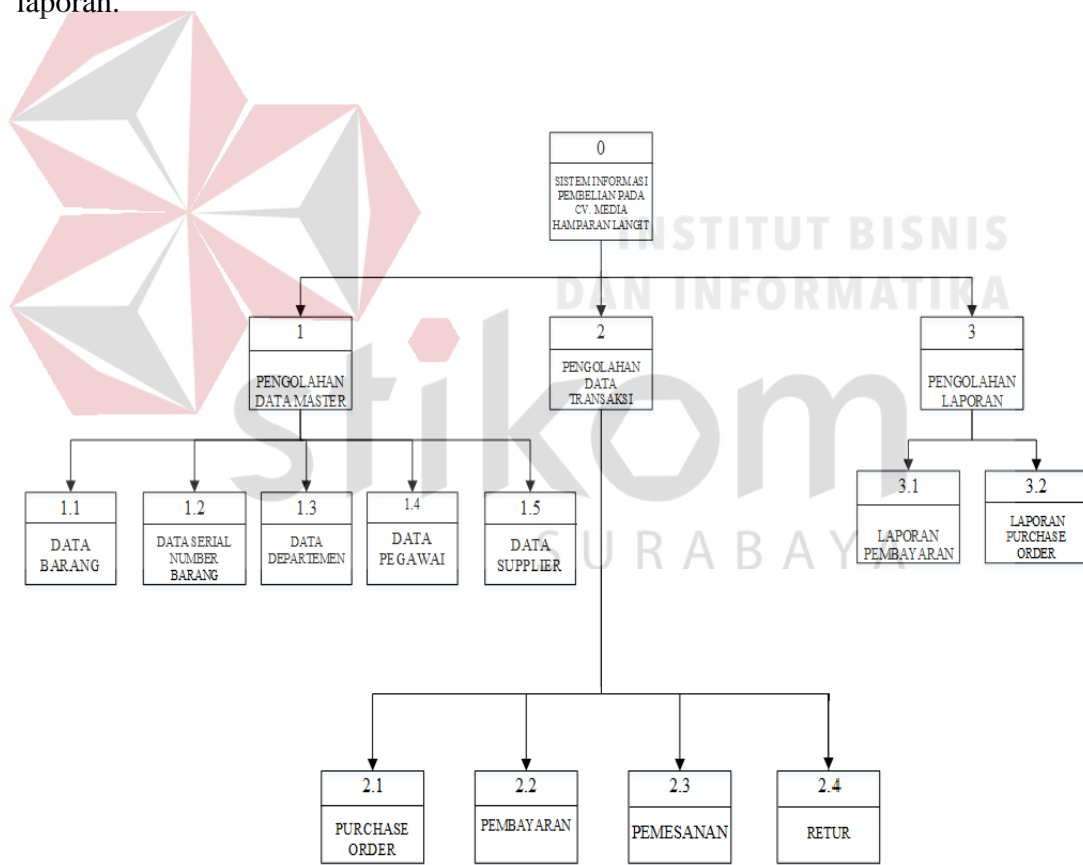 laporan.
0
SISTEM INFORMASI
PEMBELIAN PADA
CV. MEDIA
HAMPARAN LANGIT
INSTITUT BISNIS
DAN INFORMATIKA
1
PENGOLAHAN
DATA MASTER
2
PENGOLAHAN
DATA
TRANSAKSI
3
PENGOLAHAN
LAPORAN
stikom
SURABAYA
1.1
DATA
BARANG
1.2
DATA SERIAL
NUMBER
BARANG
1.3
DATA
DEPARTEMEN
1.4
DATA
PEGAWAI
1.5
DATA
SUPPLIER
3.1
LAPORAN
PEMBAYARAN
3.2
LAPORAN
PURCHASE
ORDER
2.1
PURCHASE
ORDER
2.2
PEMBAYARAN
2.3
PEMESANAN
2.4
RETUR